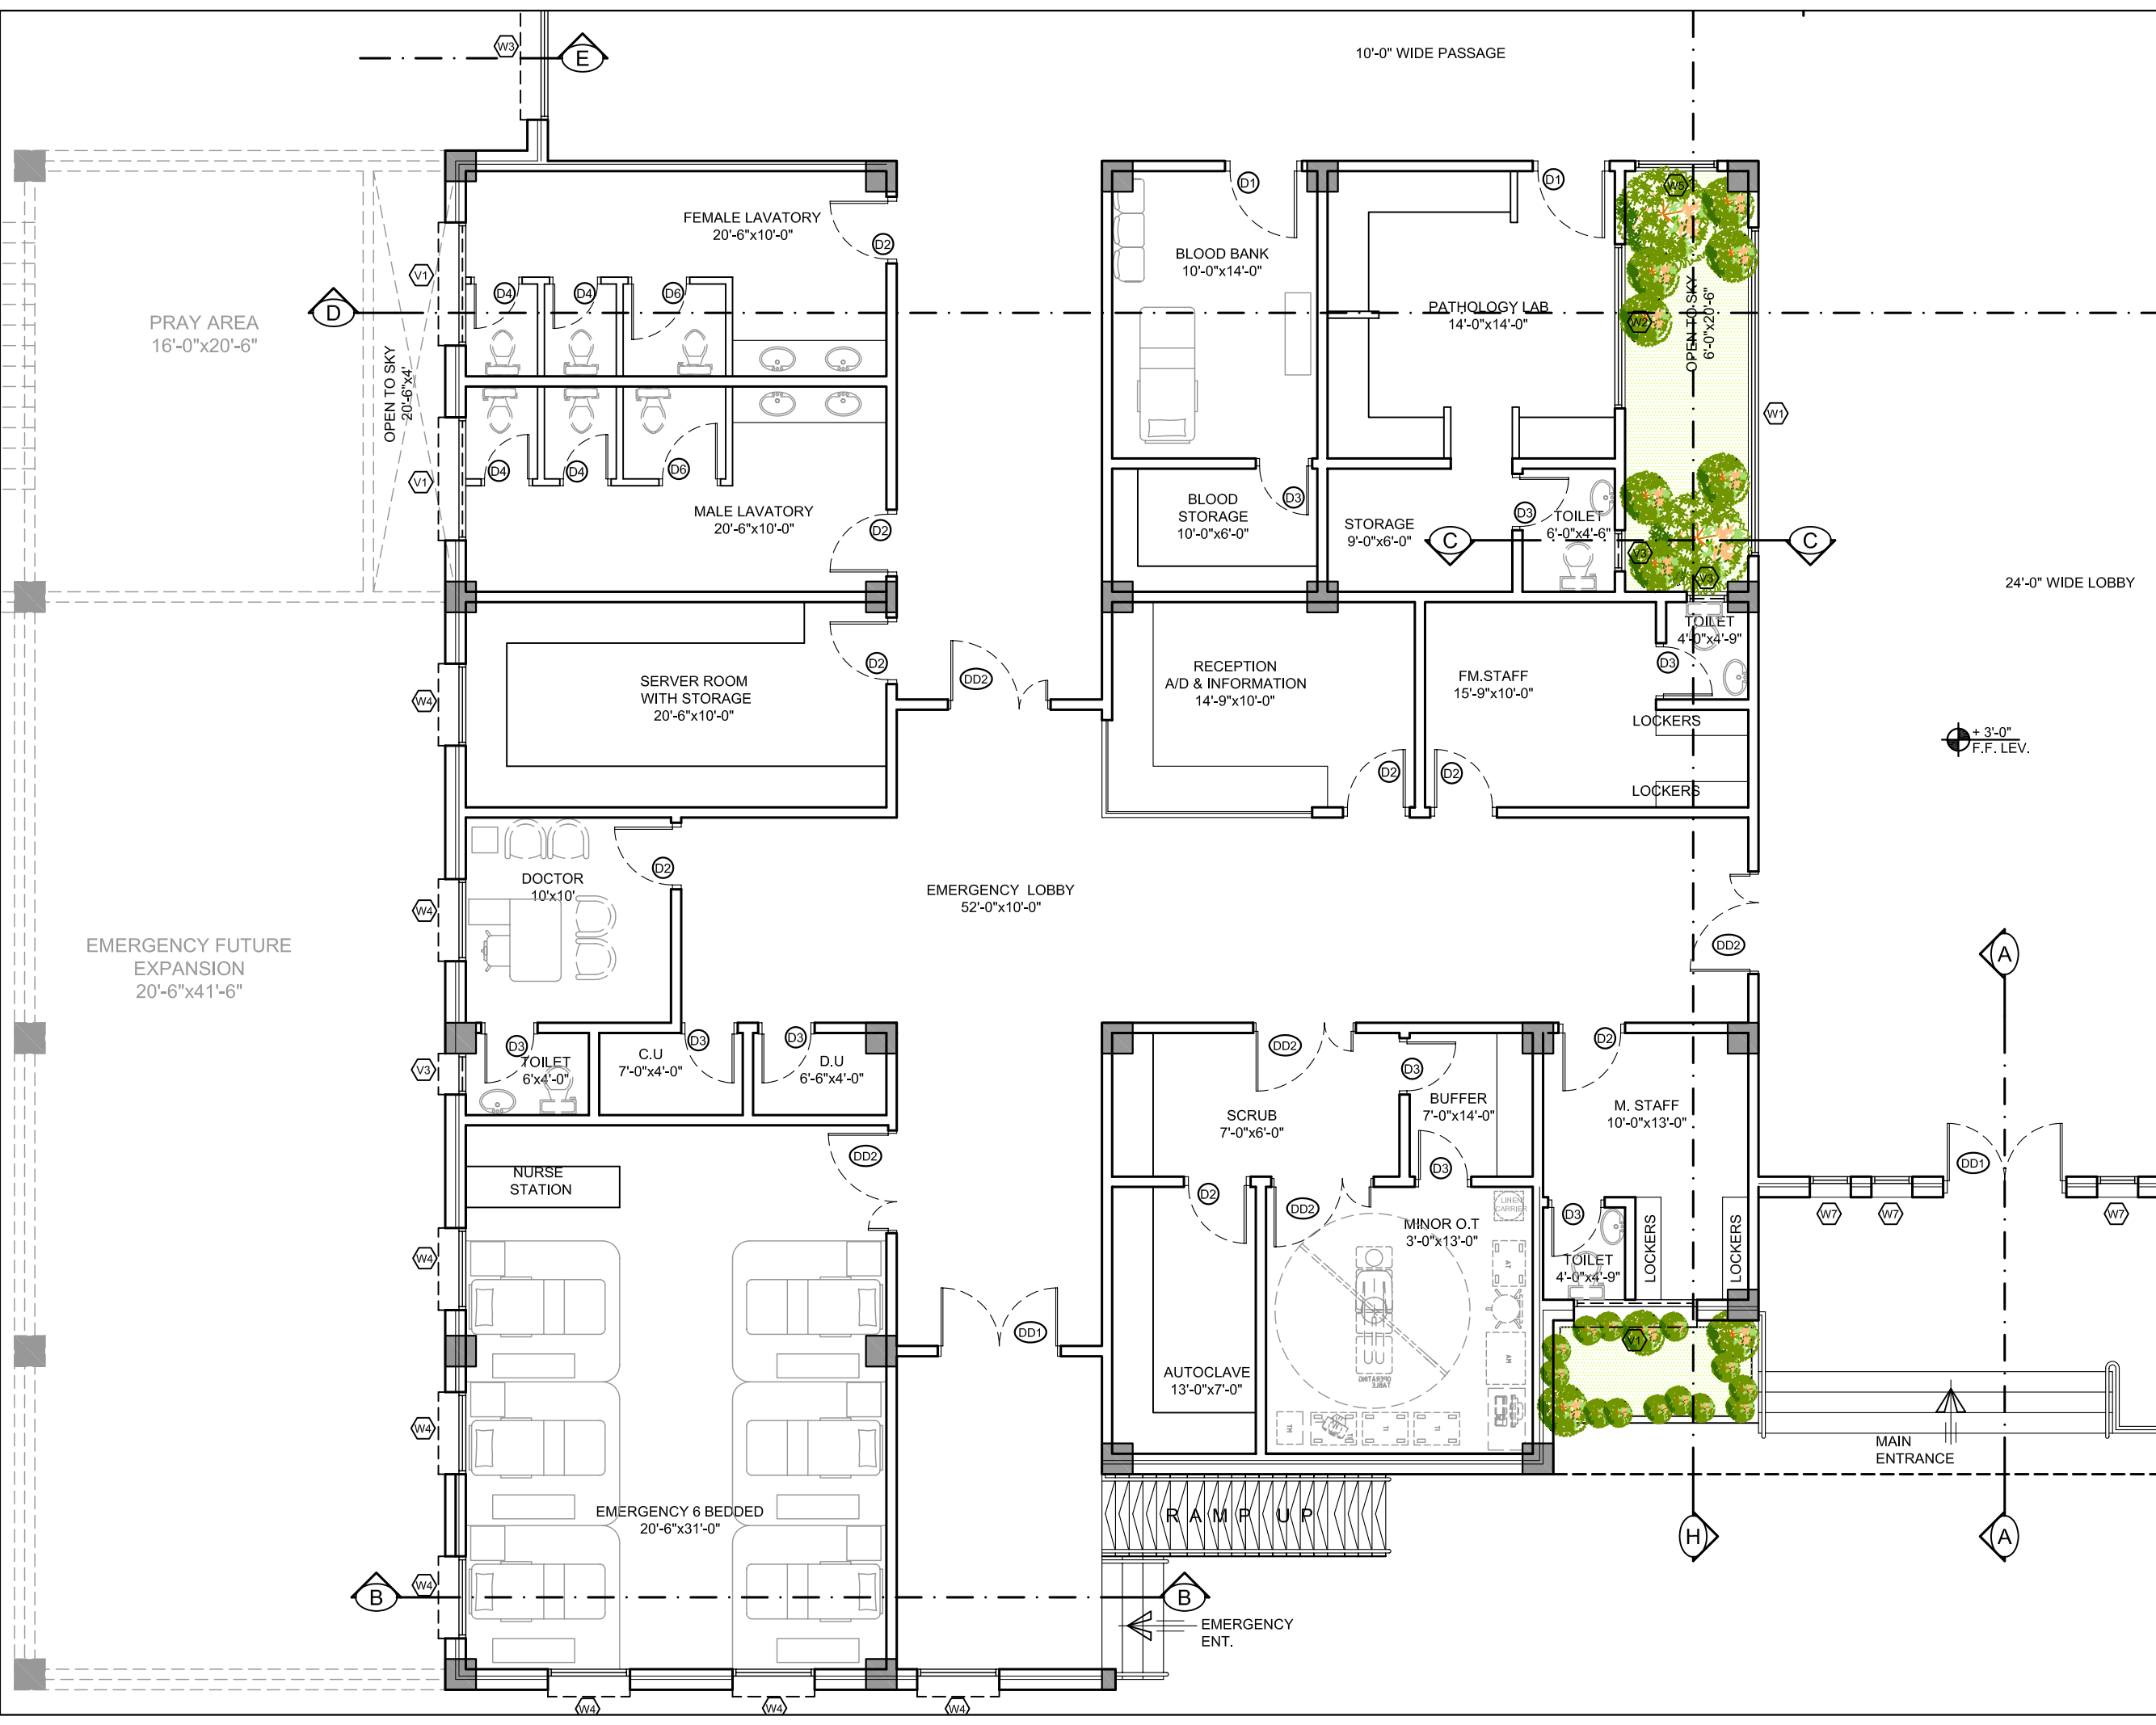 W3
E
10'-0" WIDE PASSAGE
FEMALE LAVATORY
20'-6"x10'-0"
D2
D1
D1
W5
BLOOD BANK
10'-0"x14'-0"
V1
D4
D4
D6
D
PRAY AREA
16'-0"x20'-6"
PATHOLOGY LAB
14'-0"x14'-0"
W2
OPEN TO SKY
6'-0"x20'-6"
OPEN TO SKY
20'-6"x4'
W1
D4
D4
D6
V1
MALE LAVATORY
20'-6"x10'-0"
D2
BLOOD
STORAGE
10'-0"x6'-0"
D3
STORAGE
9'-0"x6'-0"
D3
TOILET
6'-0"x4'-6"
C
C
V3
V3
24'-0" WIDE LOBBY
TOILET
4'-0"x4'-9"
D3
SERVER ROOM
WITH STORAGE
20'-6"x10'-0"
D2
DD2
RECEPTION
A/D & INFORMATION
14'-9"x10'-0"
FM.STAFF
15'-9"x10'-0"
W4
LOCKERS
+ 3'-0"
F.F. LEV.
D2
D2
LOCKERS
DOCTOR
10'x10'
D2
W4
EMERGENCY LOBBY
52'-0"x10'-0"
DD2
A
EMERGENCY FUTURE
EXPANSION
20'-6"x41'-6"
D3
TOILET
6'x4'-0"
V3
C.U
7'-0"x4'-0"
D3
D3
D.U
6'-6"x4'-0"
DD2
D3
D2
BUFFER
7'-0"x14'-0"
M. STAFF
10'-0"x13'-0"
SCRUB
7'-0"x6'-0"
DD2
NURSE
STATION
D3
DD1
D2
DD2
LINEN
CARRIER
D3
W7
W7
W7
MINOR O.T
3'-0"x13'-0"
W4
AT
TOILET
4'-0"x4'-9"
LOCKERS
LOCKERS
DD1
V1
AM
OPERATING
TABLE
AUTOCLAVE
13'-0"x7'-0"
W4
TM
TI
TI
MAIN
ENTRANCE
EMERGENCY 6 BEDDED
20'-6"x31'-0"
RAMP UP
H
A
W4
B
B
EMERGENCY
ENT.
W4
W4
W4